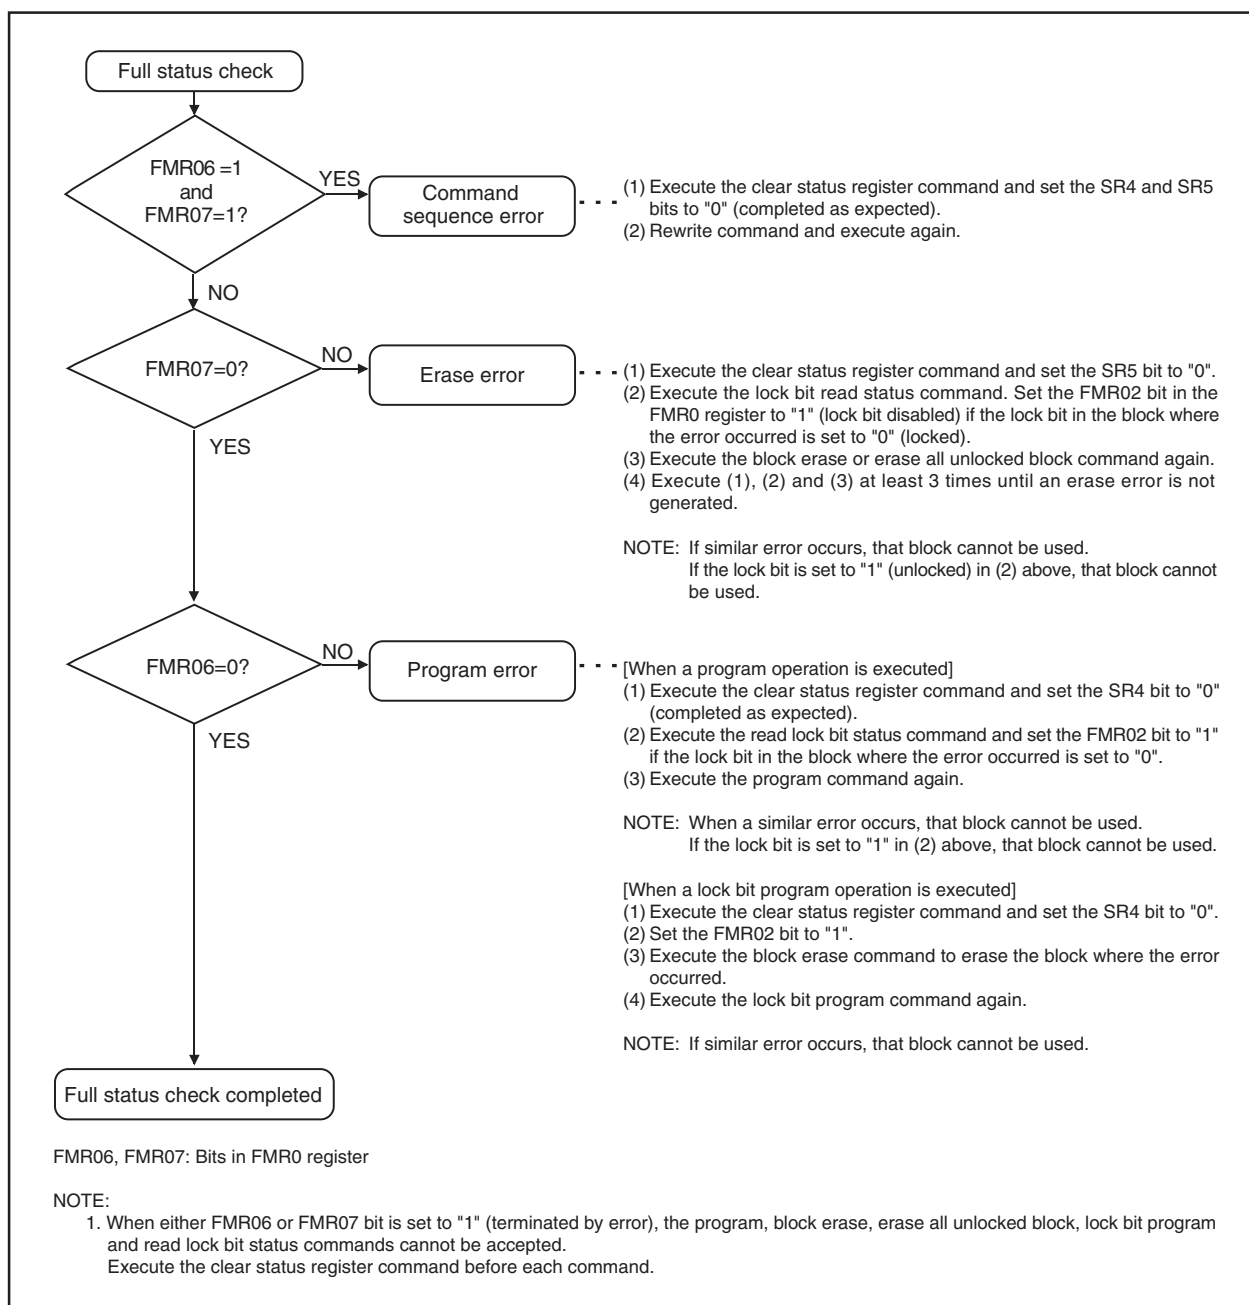 Full status check
FMR06 =1
and
FMR07=1?
YES
Command
sequence error
(1) Execute the clear status register command and set the SR4 and SR5
bits to "0" (completed as expected).
(2) Rewrite command and execute again.
NO
FMR07=0?
NO
Erase error
(1) Execute the clear status register command and set the SR5 bit to "0".
(2) Execute the lock bit read status command. Set the FMR02 bit in the
FMR0 register to "1" (lock bit disabled) if the lock bit in the block where
the error occurred is set to "0" (locked).
(3) Execute the block erase or erase all unlocked block command again.
(4) Execute (1), (2) and (3) at least 3 times until an erase error is not
generated.
YES
NOTE: If similar error occurs, that block cannot be used.
If the lock bit is set to "1" (unlocked) in (2) above, that block cannot
be used.
FMR06=0?
NO
Program error
[When a program operation is executed]
(1) Execute the clear status register command and set the SR4 bit to "0"
(completed as expected).
(2) Execute the read lock bit status command and set the FMR02 bit to "1"
if the lock bit in the block where the error occurred is set to "0".
(3) Execute the program command again.
YES
NOTE: When a similar error occurs, that block cannot be used.
If the lock bit is set to "1" in (2) above, that block cannot be used.
[When a lock bit program operation is executed]
(1) Execute the clear status register command and set the SR4 bit to "0".
(2) Set the FMR02 bit to "1".
(3) Execute the block erase command to erase the block where the error
occurred.
(4) Execute the lock bit program command again.
NOTE: If similar error occurs, that block cannot be used.
Full status check completed
FMR06, FMR07: Bits in FMR0 register
NOTE:
1. When either FMR06 or FMR07 bit is set to "1" (terminated by error), the program, block erase, erase all unlocked block, lock bit program
and read lock bit status commands cannot be accepted.
Execute the clear status register command before each command.